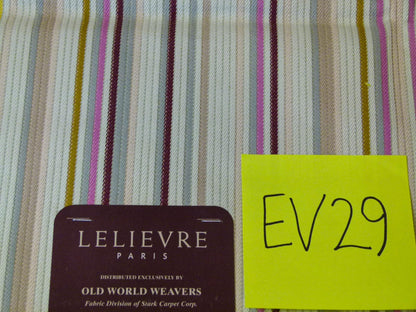 LELIEVRE
PARIS
DISTRIBUTED EXCLUSIVELY BY
OLD WORLD WEAVERS
Fabric Division of Stark Carpet Corp.
EV29